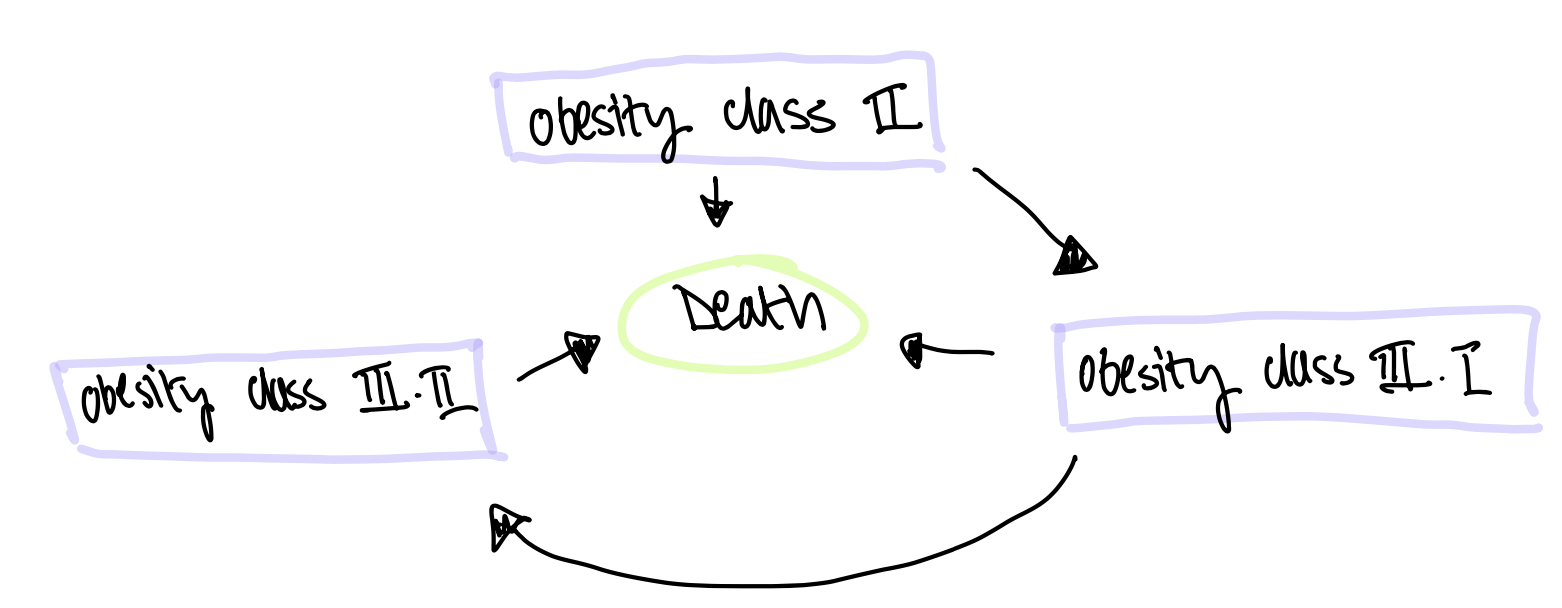 obesity class II
Death
obesity class III.II
obesity class III.I